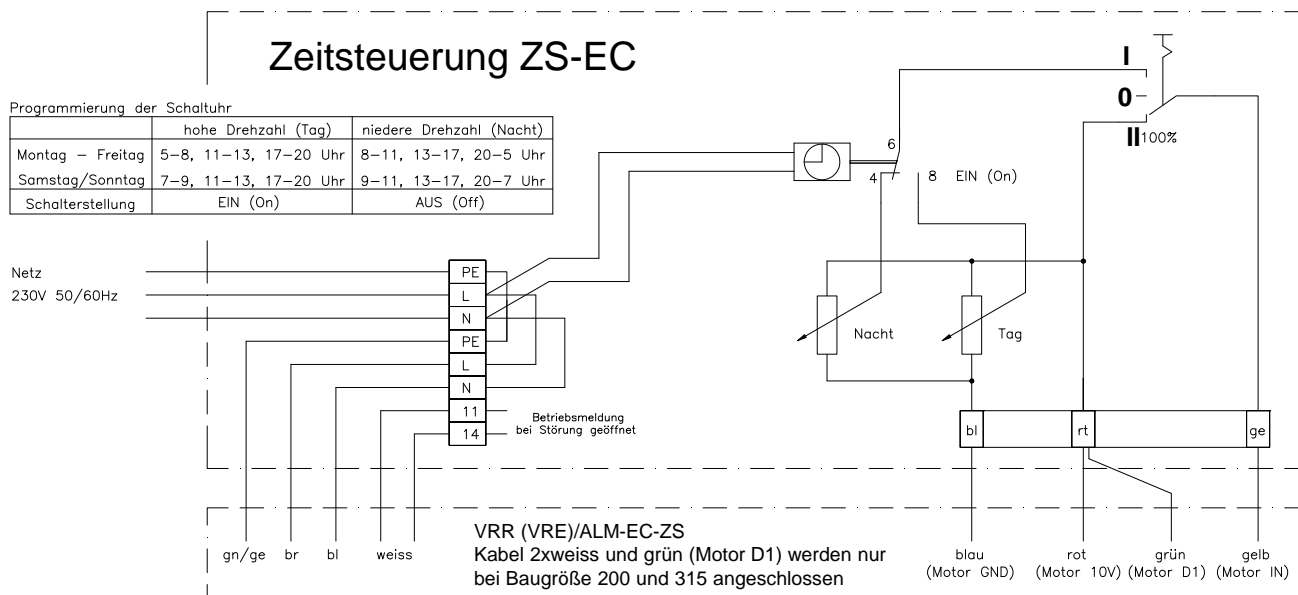 Zeitsteuerung ZS-EC
Programmierung der Schaltuhr
hohe Drehzahl (Tag) niedere Drehzahl (Nacht)
Montag – Freitag 5–8, 11–13, 17–20 Uhr 8–11, 13–17, 20–5 Uhr
Samstag/Sonntag 7–9, 11–13, 17–20 Uhr 9–11, 13–17, 20–7 Uhr
Schalterstellung EIN (On) AUS (Off)
I
0
II 100%
6
4
8 EIN (On)
Netz
230V 50/60Hz
PE
L
N
PE
L
N
11
14
Betriebsmeldung
bei Störung geöffnet
Nacht
Tag
bl
rt
ge
gn/ge br bl weiss
VRR (VRE)/ALM-EC-ZS
Kabel 2xweiss und grün (Motor D1) werden nur
bei Baugröße 200 und 315 angeschlossen
blau
(Motor GND)
rot
(Motor 10V)
grün
(Motor D1)
gelb
(Motor IN)